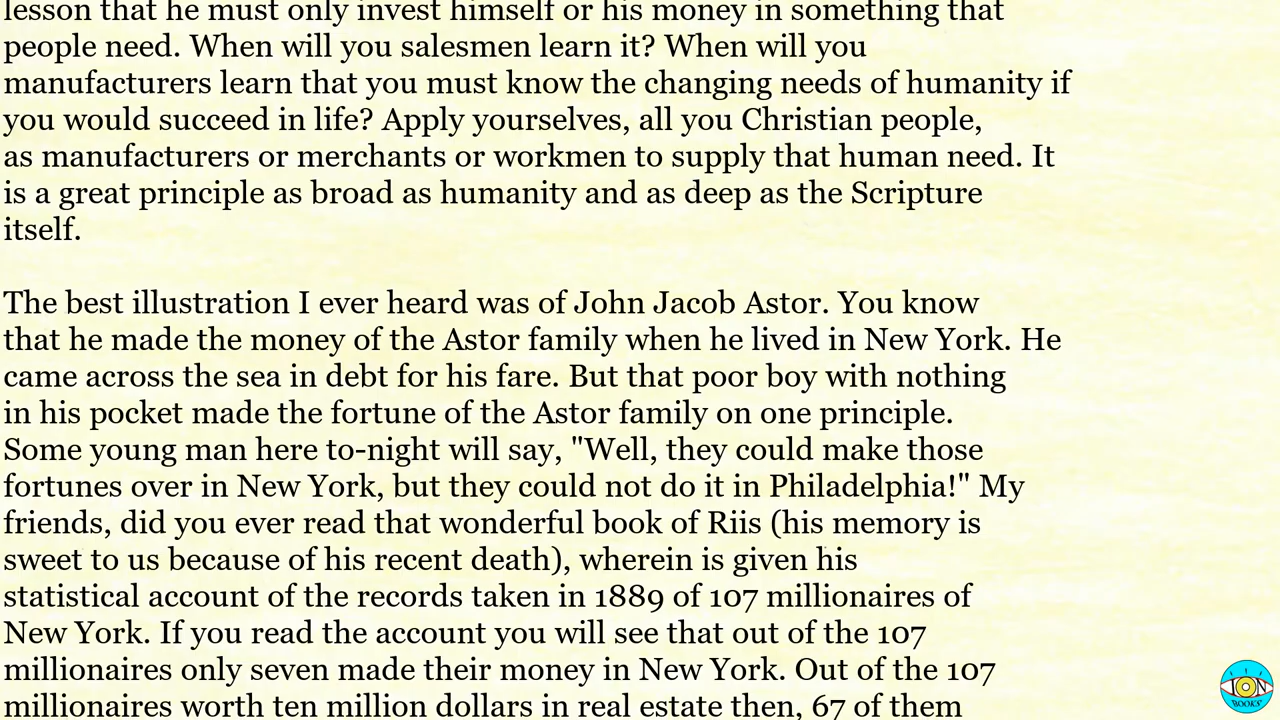 lesson that he must only invest himself or his money in something that
people need. When will you salesmen learn it? When will you
manufacturers learn that you must know the changing needs of humanity if
you would succeed in life? Apply yourselves, all you Christian people,
as manufacturers or merchants or workmen to supply that human need. It
is a great principle as broad as humanity and as deep as the Scripture
itself.
The best illustration I ever heard was of John Jacob Astor. You know
that he made the money of the Astor family when he lived in New York. He
came across the sea in debt for his fare. But that poor boy with nothing
in his pocket made the fortune of the Astor family on one principle.
Some young man here to-night will say, "Well, they could make those
fortunes over in New York, but they could not do it in Philadelphia!" My
friends, did you ever read that wonderful book of Riis (his memory is
sweet to us because of his recent death), wherein is given his
statistical account of the records taken in 1889 of 107 millionaires of
New York. If you read the account you will see that out of the 107
millionaires only seven made their money in New York. Out of the 107
millionaires worth ten million dollars in real estate then, 67 of them
ION
BOOKS